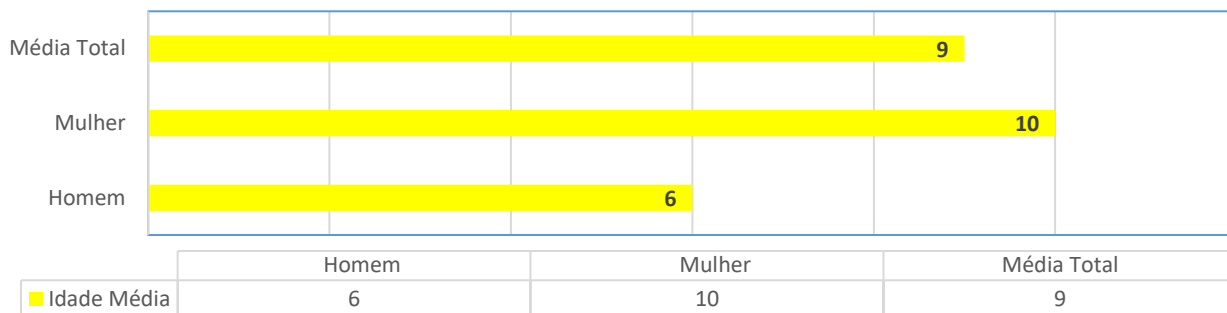 Média Total
9
Mulher
10
Homem
6
Homem Mulher Média Total
Idade Média 6 10 9